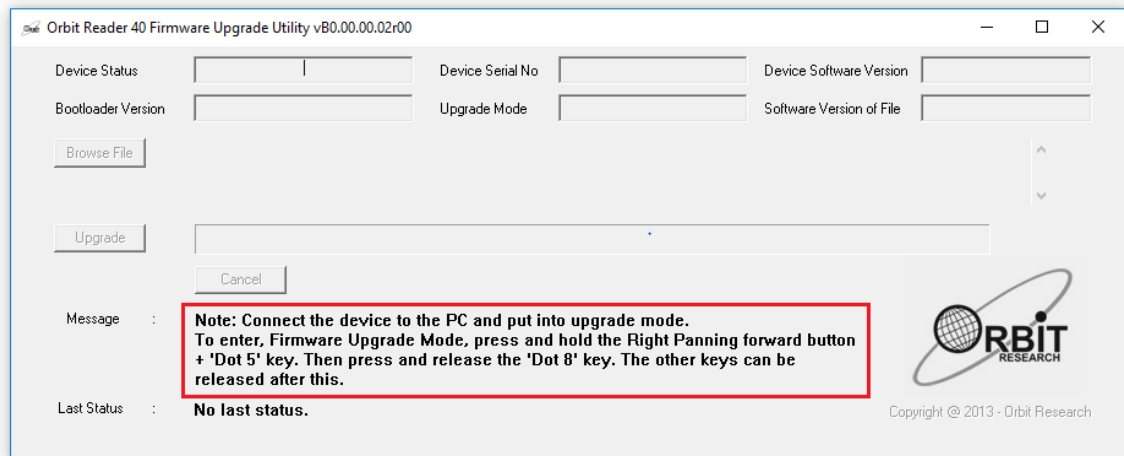 Orbit Reader 40 Firmware Upgrade Utility vB0.00.00.02r00
Device Status
Device Serial No
Device Software Version
Bootloader Version
Upgrade Mode
Software Version of File
Browse File
Upgrade
Cancel
Message :
Note: Connect the device to the PC and put into upgrade mode.
To enter, Firmware Upgrade Mode, press and hold the Right Panning forward button
+ 'Dot 5' key. Then press and release the 'Dot 8' key. The other keys can be
released after this.
ORBIT
RESEARCH
Last Status :
No last status.
Copyright @ 2013 - Orbit Research